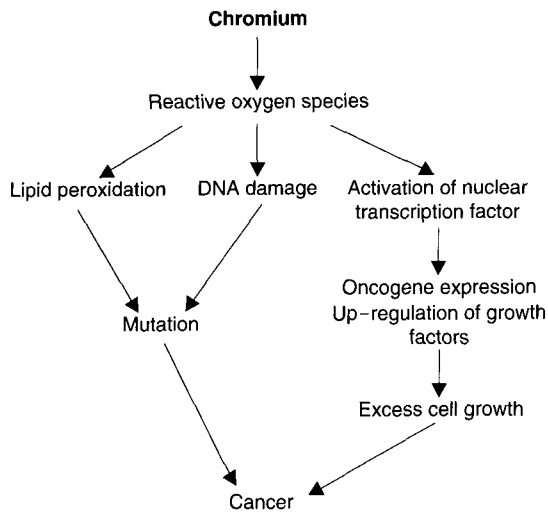 Chromium
Reactive oxygen species
Lipid peroxidation
DNA damage
Activation of nuclear
transcription factor
Oncogene expression
Up-regulation of growth
factors
Mutation
Excess cell growth
Cancer